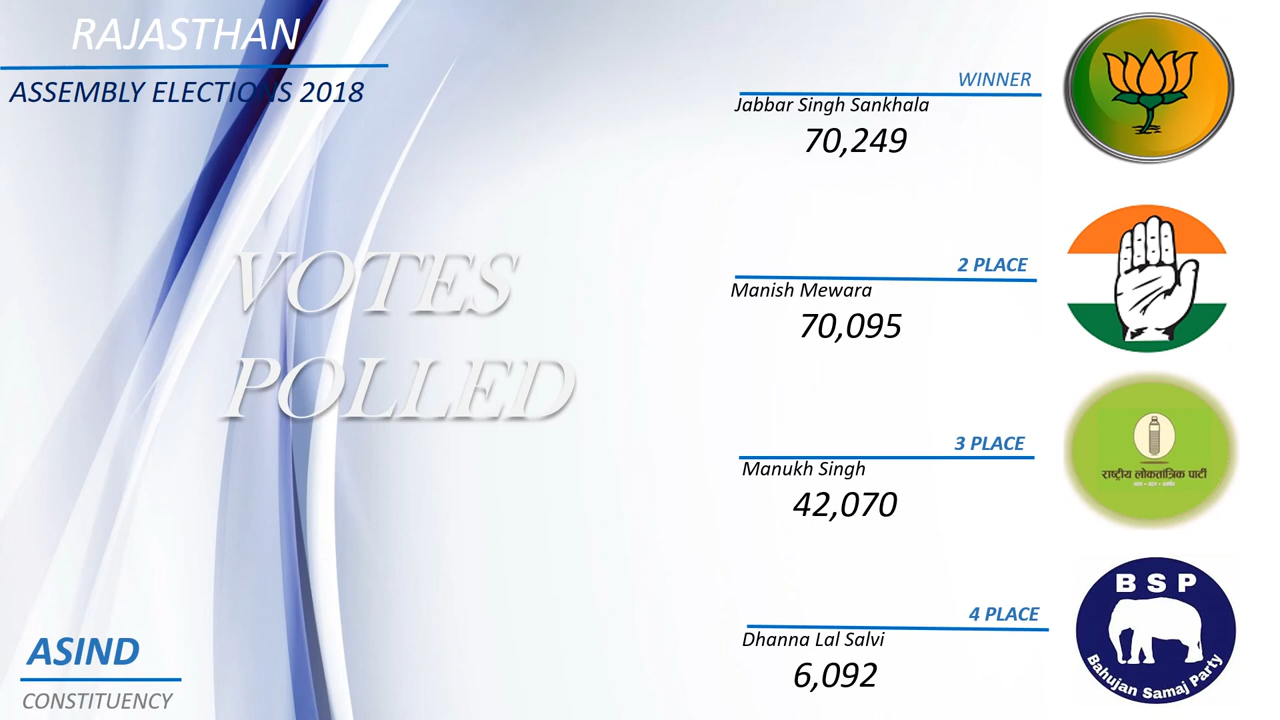 RAJASTHAN
ASSEMBLY ELECTIONS 2018
VOTES
POLLED
ASIND
CONSTITUENCY
WINNER
Jabbar Singh Sankhala
70,249
2 PLACE
Manish Mewara
70,095
3 PLACE
Manukh Singh
42,070
राष्ट्रीय लोकतांत्रिक पार्टी
4 PLACE
Dhanna Lal Salvi
6,092
BSP
Bahujan Samaj Party